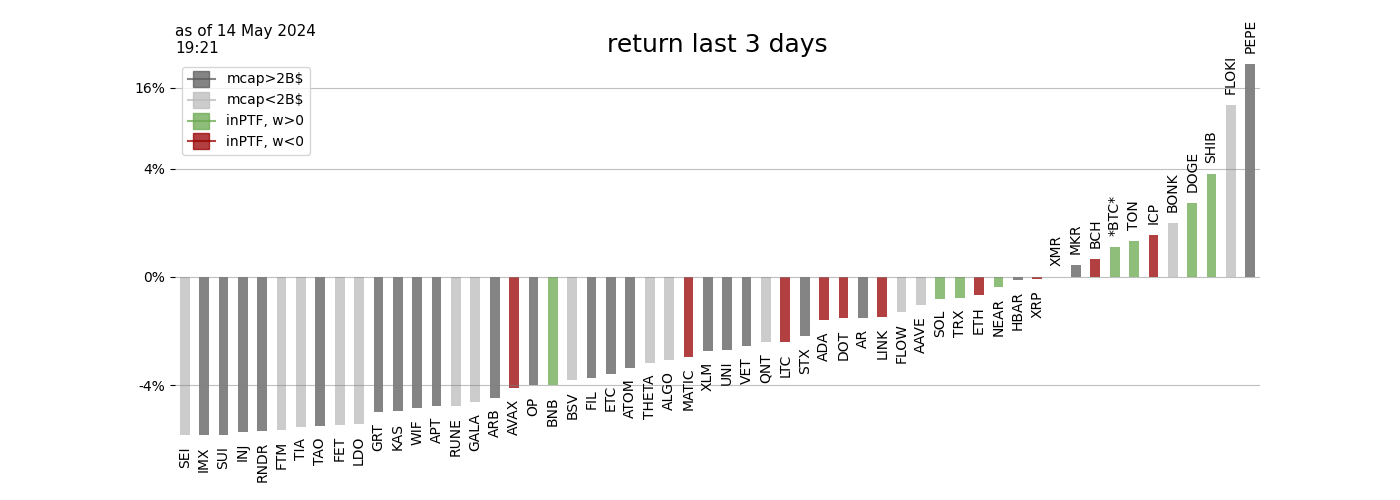 as of 14 May 2024
19:21
return last 3 days
mcap>2B$
mcap<2B$
inPTF, w>0
inPTF, w<0
16%
4%
0%
-4%
SEI
IMX
SUI
INJ
RNDR
FTM
TIA
TAO
FET
LDO
GRT
KAS
WIF
APT
RUNE
GALA
ARB
AVAX
OP
BNB
BSV
FIL
ETC
ATOM
THETA
ALGO
MATIC
XLM
UNI
VET
QNT
LTC
STX
ADA
DOT
AR
LINK
FLOW
AAVE
SOL
TRX
ETH
NEAR
HBAR
XRP
XMR
MKR
BCH
*BTC*
TON
ICP
BONK
DOGE
SHIB
FLOKI
PEPE